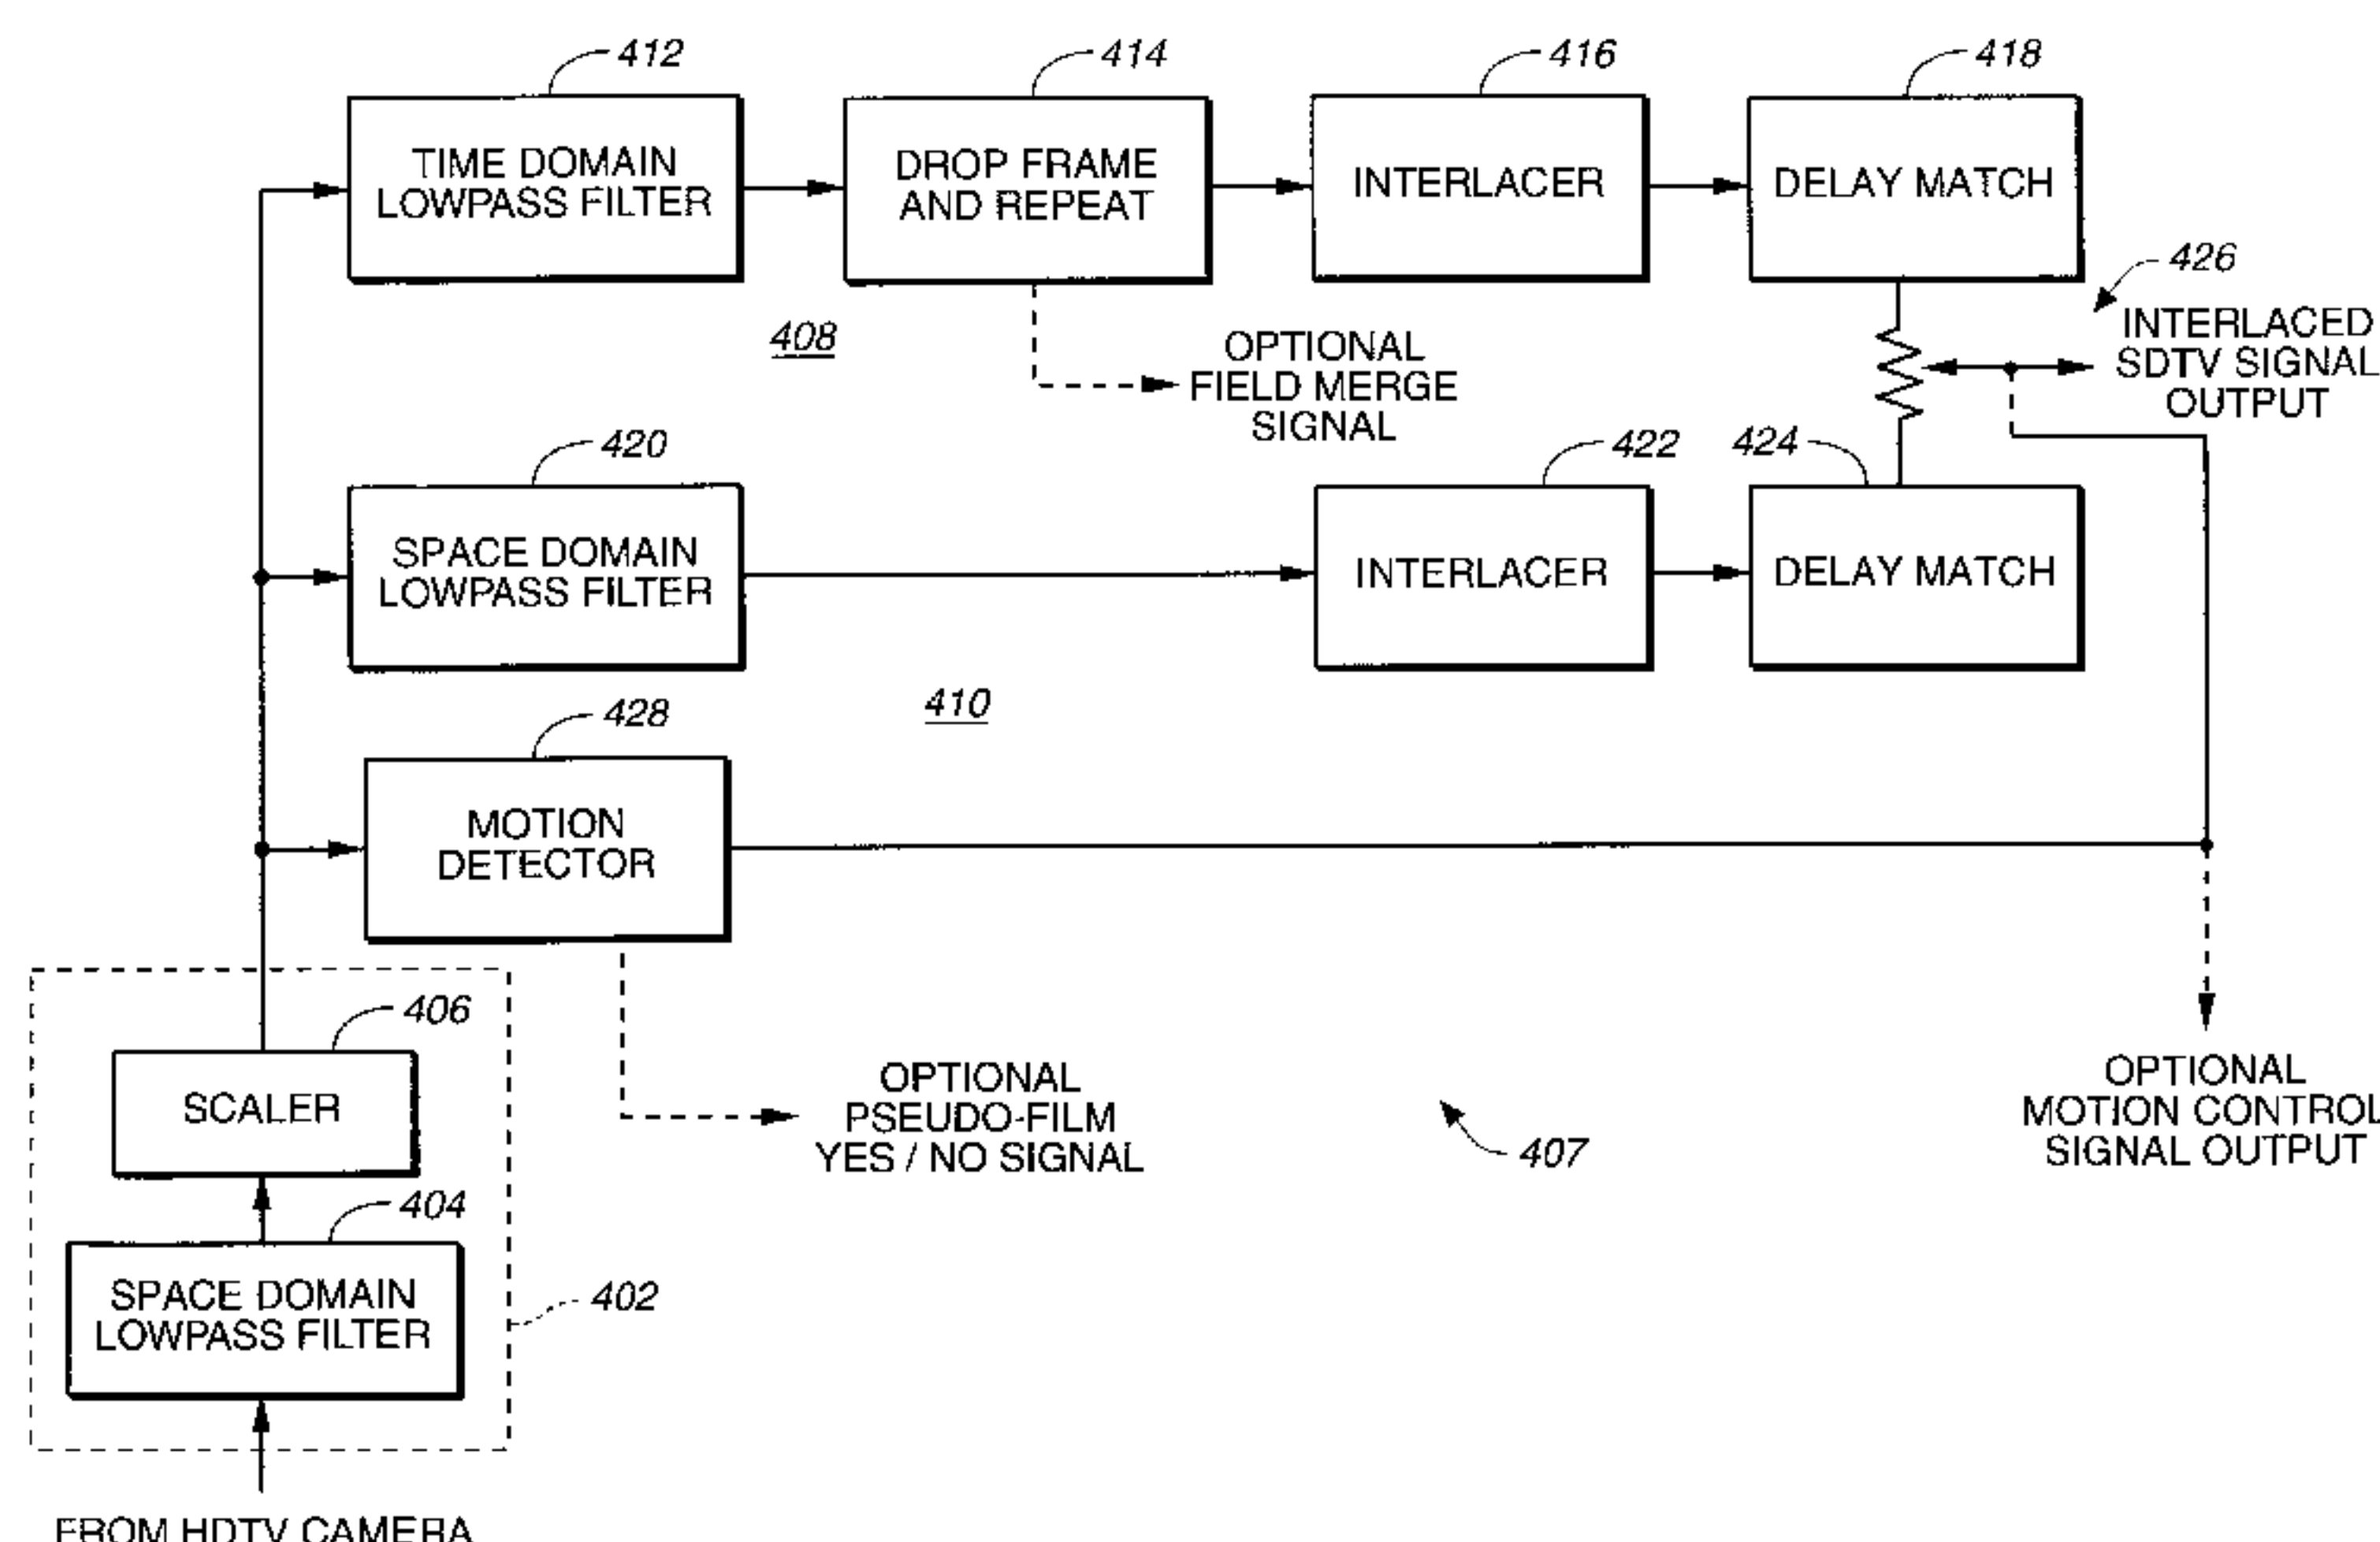 412
414
416
418
TIME DOMAIN
LOWPASS FILTER
DROP FRAME
AND REPEAT
INTERLACER
DELAY MATCH
426
408
OPTIONAL
FIELD MERGE
SIGNAL
INTERLACED
SDTV SIGNAL
OUTPUT
420
422
424
SPACE DOMAIN
LOWPASS FILTER
INTERLACER
DELAY MATCH
410
428
MOTION
DETECTOR
406
SCALER
OPTIONAL
PSEUDO-FILM
YES / NO SIGNAL
407
OPTIONAL
MOTION CONTROL
SIGNAL OUTPUT
404
SPACE DOMAIN
LOWPASS FILTER
402
FROM HDTV CAMERA